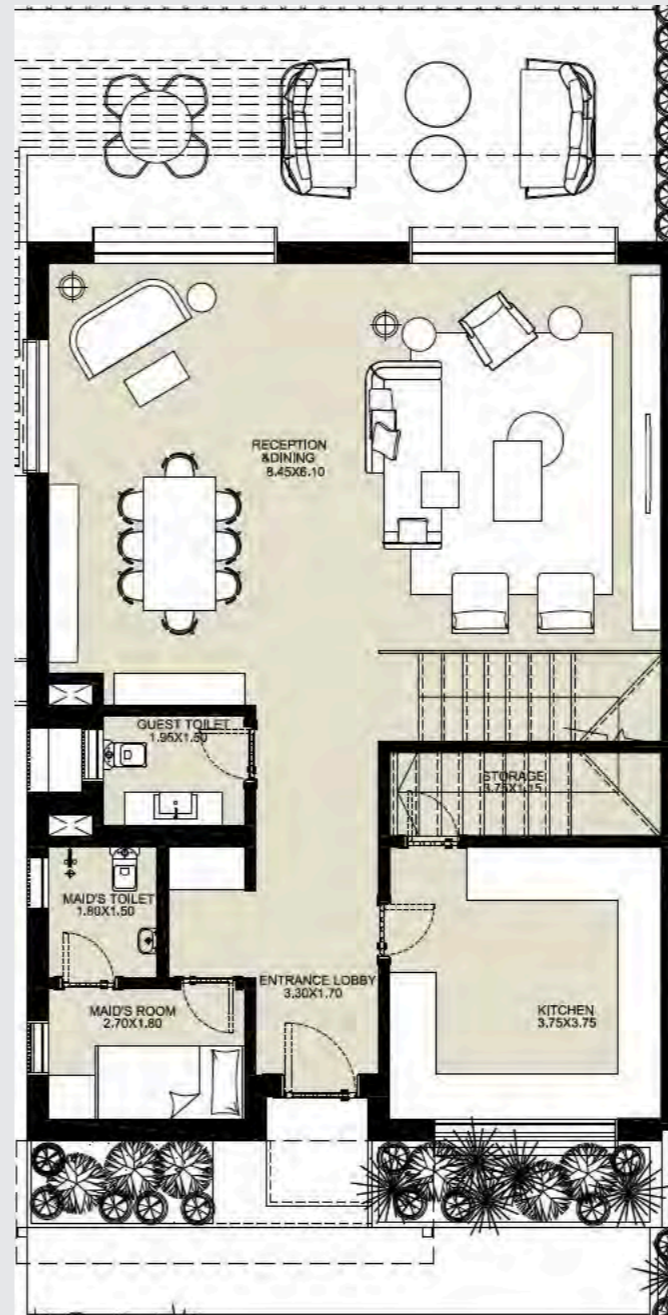 RECEPTION
&DINING
8.45X6.10
GUEST TOILET
1.95X1.50
STORAGE
3.75X1.15
MAID'S TOILET
1.80X1.50
ENTRANCE LOBBY
3.30X1.70
MAID'S ROOM
2.70X1.80
KITCHEN
3.75X3.75